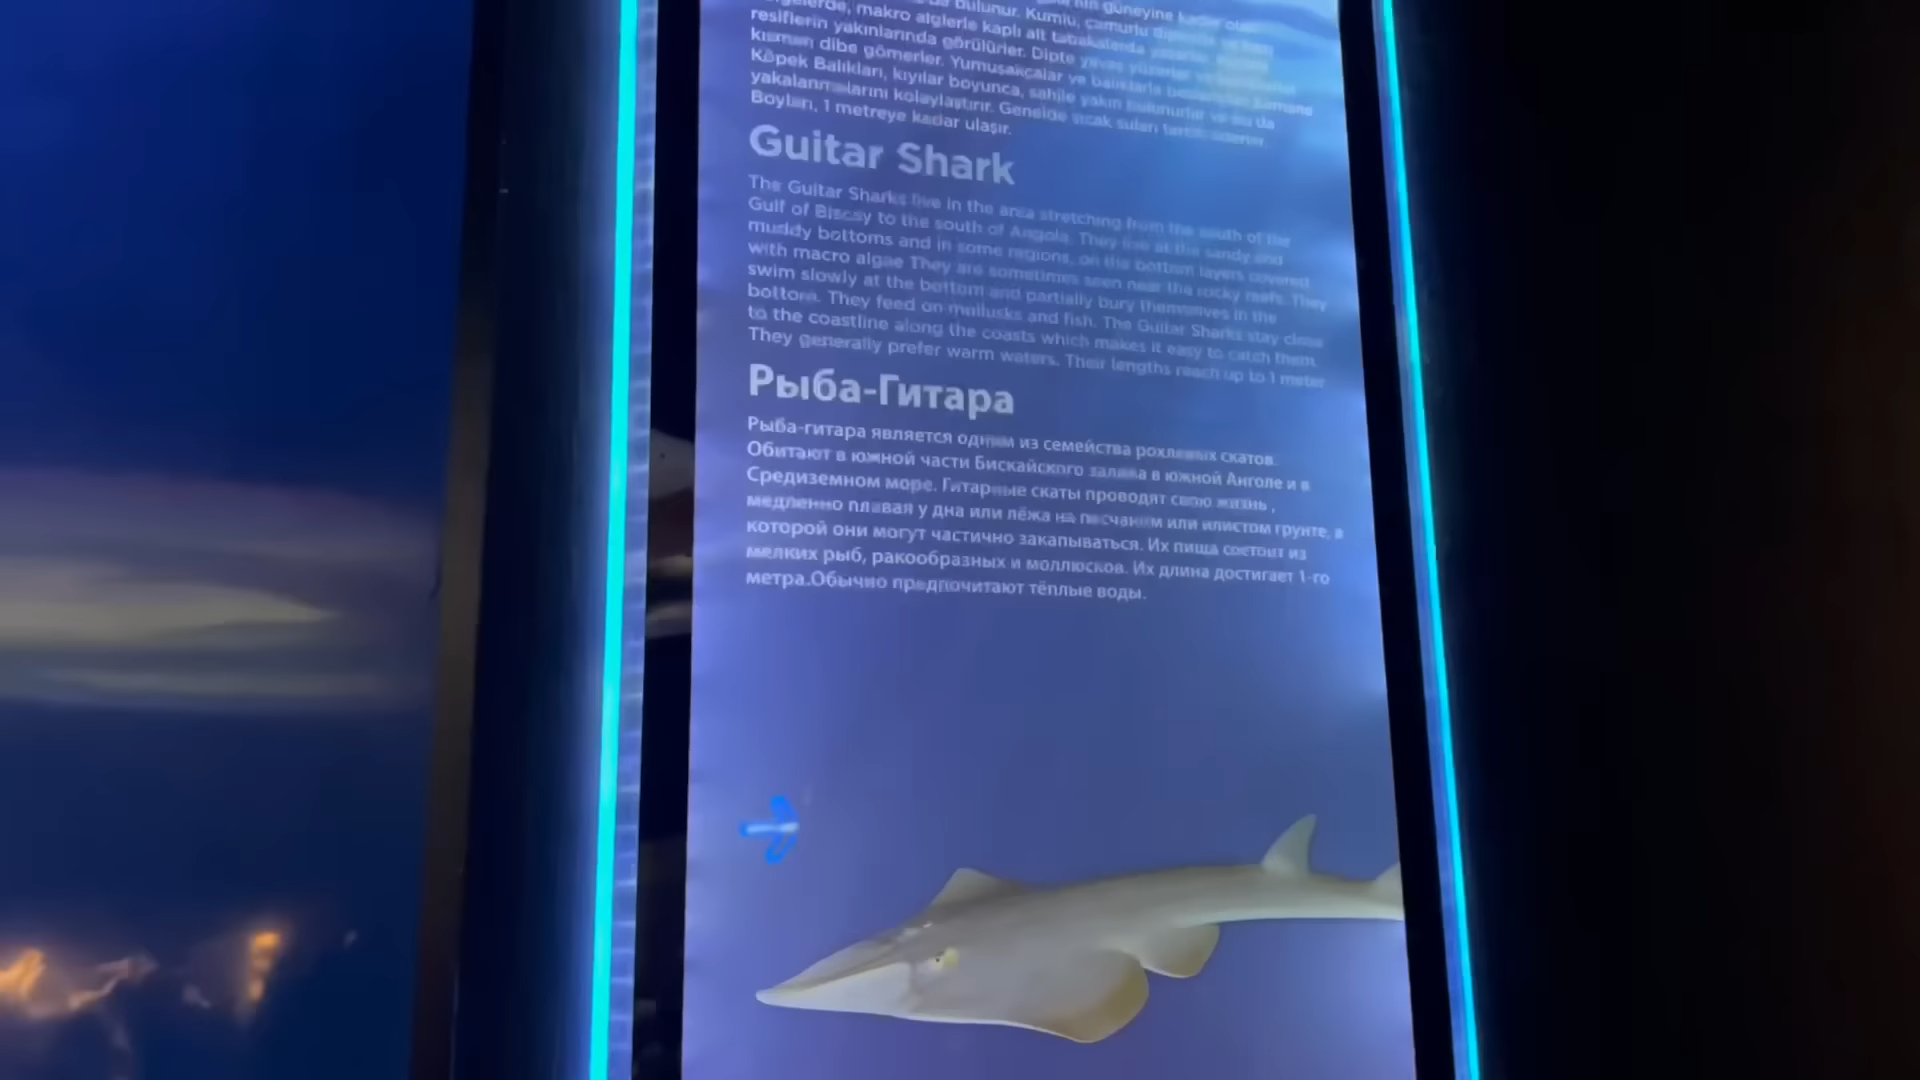 güneyine kadar olan
makro alglerle kaplı alt tabakalarda
resiflerin yakınlarında görülürler. Dipte yavaş yüzerler
kısmen dibe gömerler. Yumuşakçalar ve balıklarla
Köpek Balıkları, kıyılar boyunca, sahile yakın bulunurlar ve bu da
yakalanmalarını kolaylaştırır. Genelde sıcak suları tercih ederler.
Boyları, 1 metreye kadar ulaşır.
Guitar Shark
The Guitar Sharks live in the area stretching from the south of the
Gulf of Biscay to the south of Angola. They live at the sandy and
muddy bottoms and in some regions, on the bottom layers covered
with macro algae They are sometimes seen near the rocky reefs. They
swim slowly at the bottom and partially bury themselves in the
bottom. They feed on mollusks and fish. The Guitar Sharks stay close
to the coastline along the coasts which makes it easy to catch them.
They generally prefer warm waters. Their lengths reach up to 1 meter
Рыба-Гитара
Рыба-гитара является одним из семейства рохлевых скатов.
Обитают в южной части Бискайского залива в южной Анголе и в
Средиземном море. Гитарные скаты проводят свою жизнь ,
медленно плавая у дна или лёжа на песчаном или илистом грунте, в
которой они могут частично закапываться. Их пища состоит из
мелких рыб, ракообразных и моллюсков. Их длина достигает 1-го
метра.Обычно предпочитают тёплые воды.